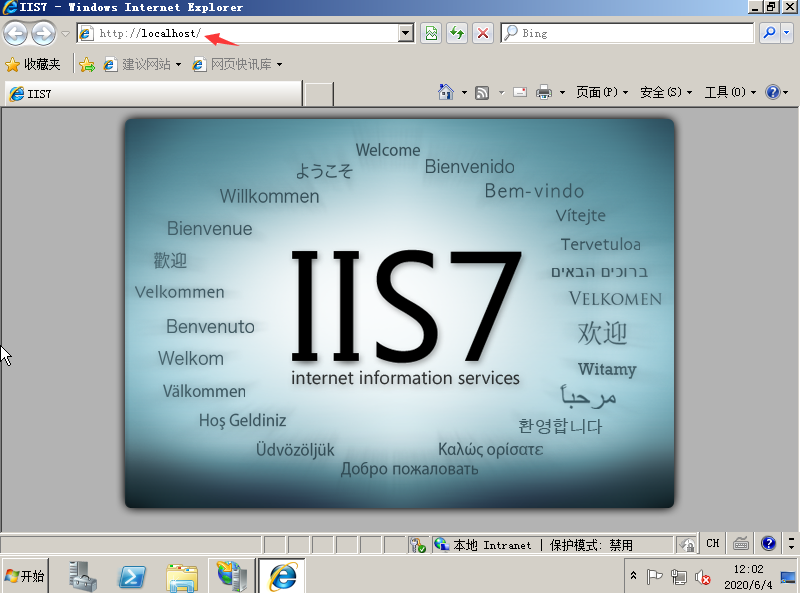 IIS7 - Windows Internet Explorer
http://localhost/
Bing
收藏夹
建议网站
网页快讯库
IIS7
页面(P)
安全(S)
工具(O)
Welcome
ようこそ
Bienvenido
Willkommen
Bem-vindo
Vítejte
Bienvenue
Tervetuloa
歡迎
ברוכים הבאים
Velkommen
VELKOMEN
IIS7
internet information services
Benvenuto
欢迎
Welkom
Witamy
Välkommen
مرحباً
Hoş Geldiniz
환영합니다
Üdvözöljük
Καλώς ορίσατε
Добро пожаловать
本地 Intranet | 保护模式: 禁用
CH
开始
12:02
2020/6/4